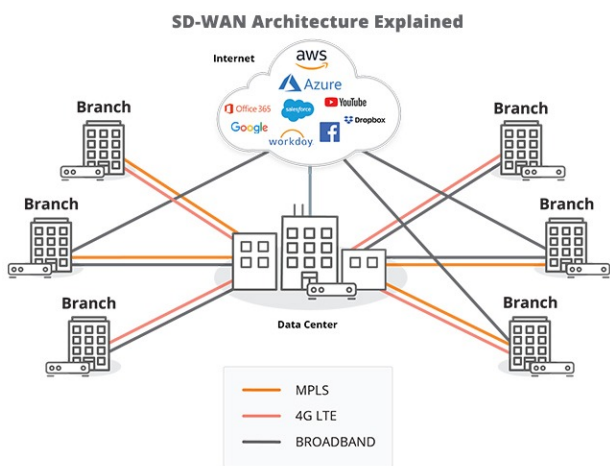 SD-WAN Architecture Explained
Internet
aws
Azure
Office 365
salesforce
YouTube
Google
Dropbox
workday
Branch
Branch
Branch
Branch
Branch
Branch
Data Center
MPLS
4G LTE
BROADBAND